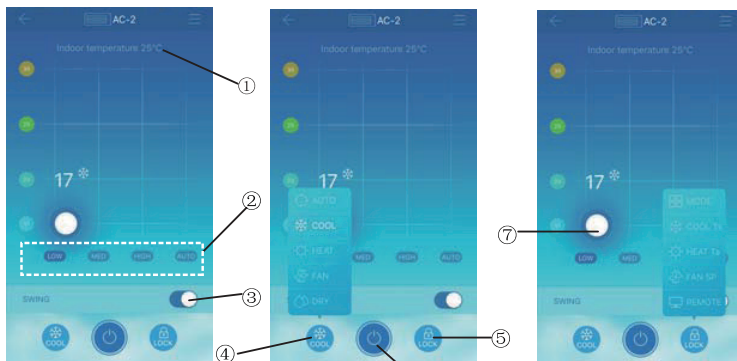 AC-2
Indoor temperature 25°C
①
17
②
LOW MED HIGH AUTO
SWING
③
COOL LOCK
AC-2
Indoor temperature 25°C
17
AUTO
COOL
HEAT
FAN
DRY
MED HIGH AUTO
④
COOL LOCK
⑤
AC-2
Indoor temperature 25°C
17
MODE
COOL TS
HEAT TS
FAN SP
REMOTE
⑦
LOW MED
SWING
COOL LOCK